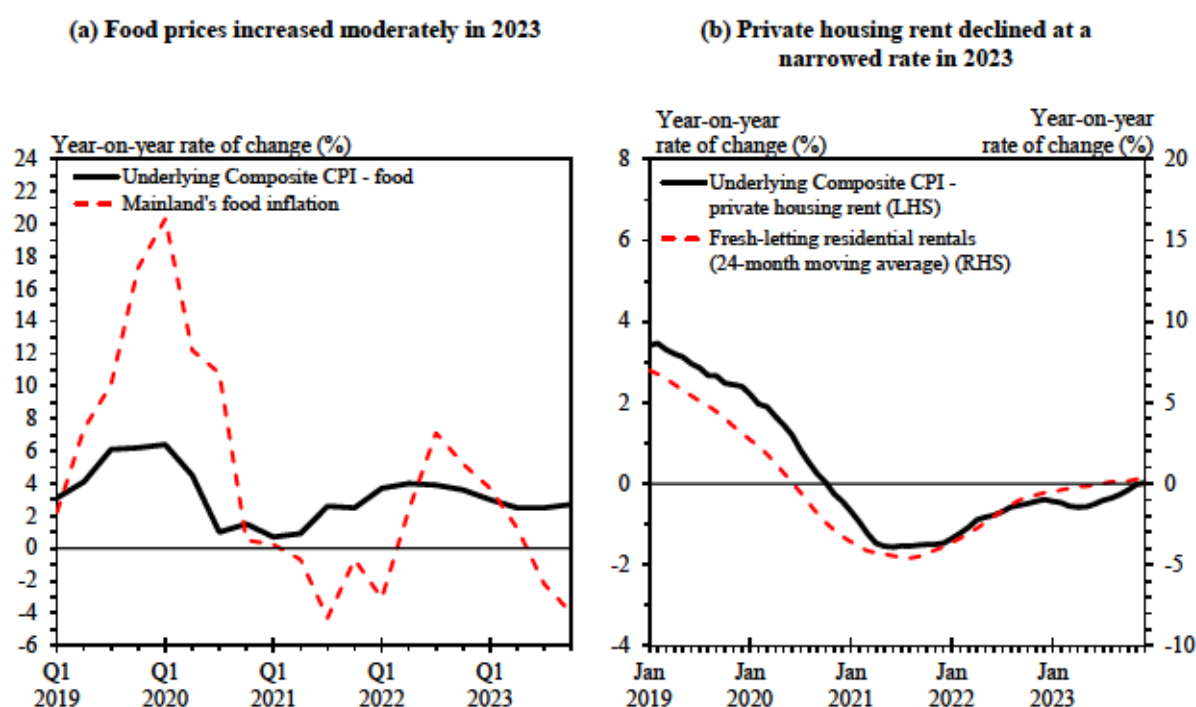 (a) Food prices increased moderately in 2023
Year-on-year rate of change (%)
24
22
20
18
16
14
12
10
8
6
4
2
0
-2
-4
-6
Underlying Composite CPI - food
Mainland's food inflation
Q1
2019
Q1
2020
Q1
2021
Q1
2022
Q1
2023
(b) Private housing rent declined at a
narrowed rate in 2023
Year-on-year
rate of change (%)
Year-on-year
rate of change (%)
8
6
4
2
0
-2
-4
Underlying Composite CPI -
private housing rent (LHS)
Fresh-letting residential rentals
(24-month moving average) (RHS)
20
15
10
5
0
-5
-10
Jan
2019
Jan
2020
Jan
2021
Jan
2022
Jan
2023